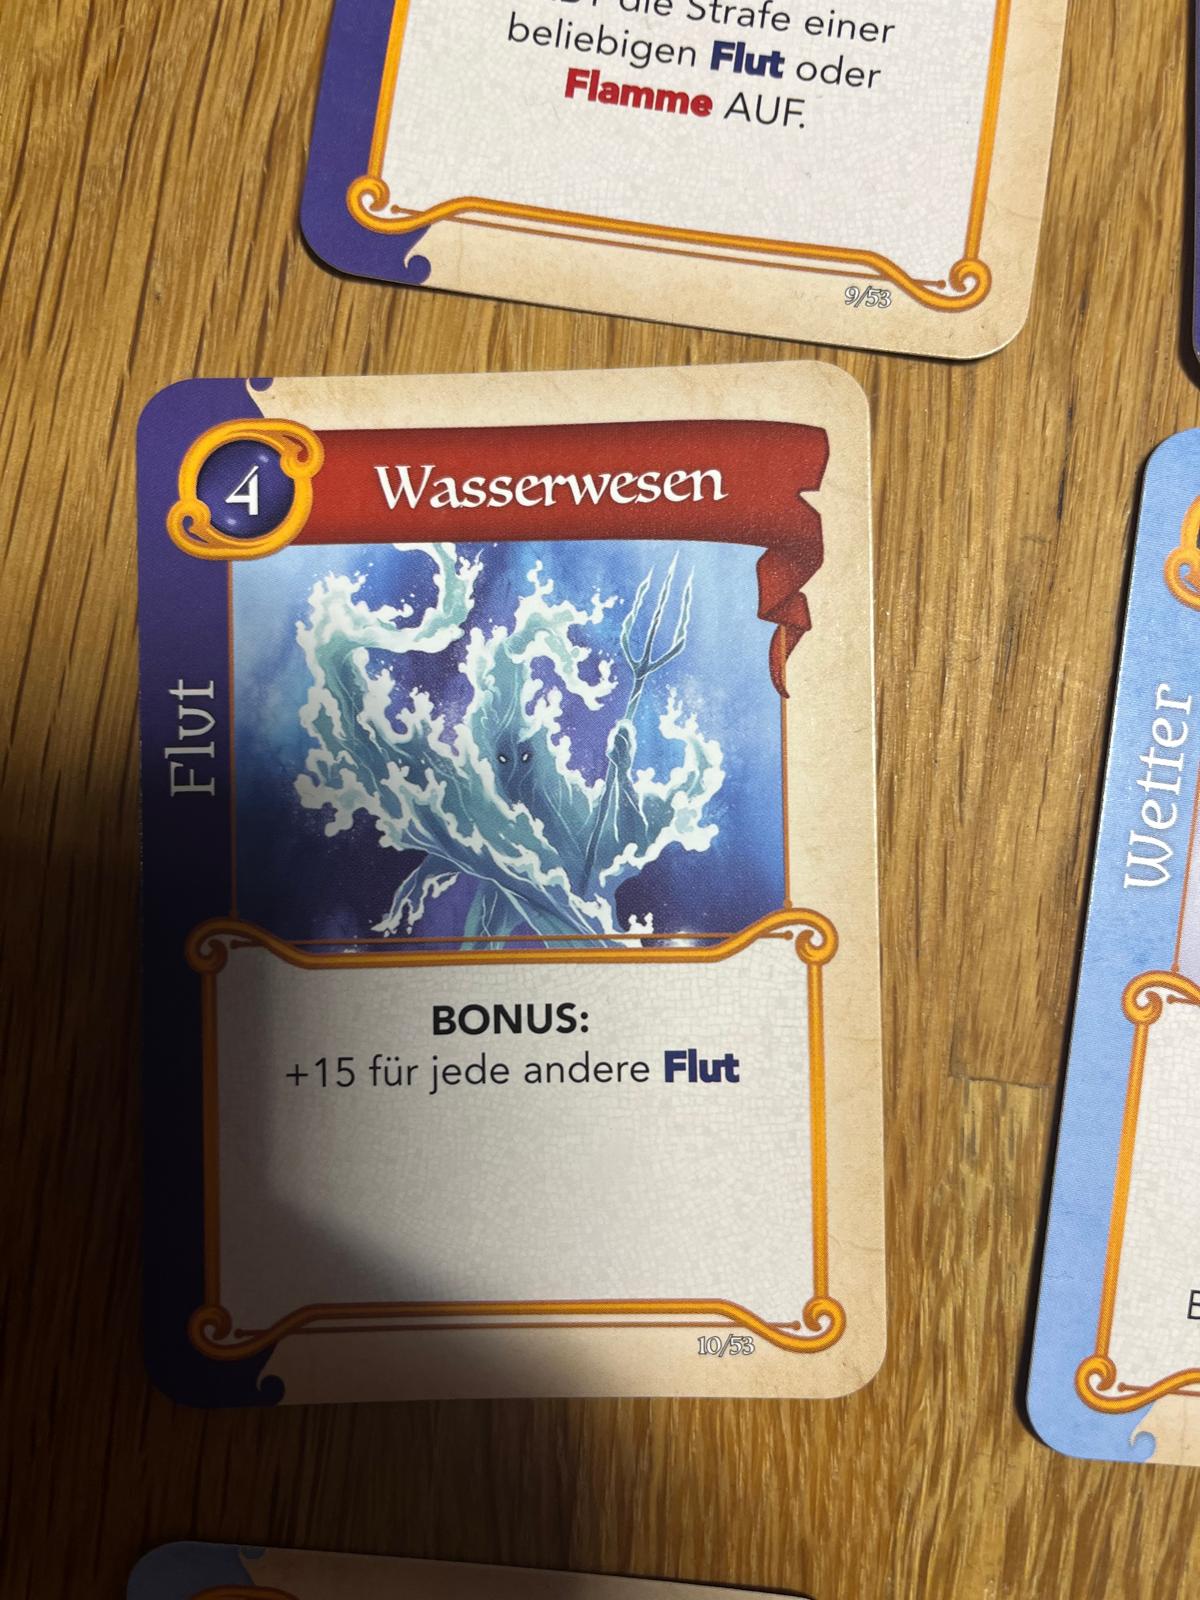 die Strafe einer
beliebigen Flut oder
Flamme AUF.
9/53
4
Wasserwesen
Flut
BONUS:
+15 für jede andere Flut
10/53
Wetter